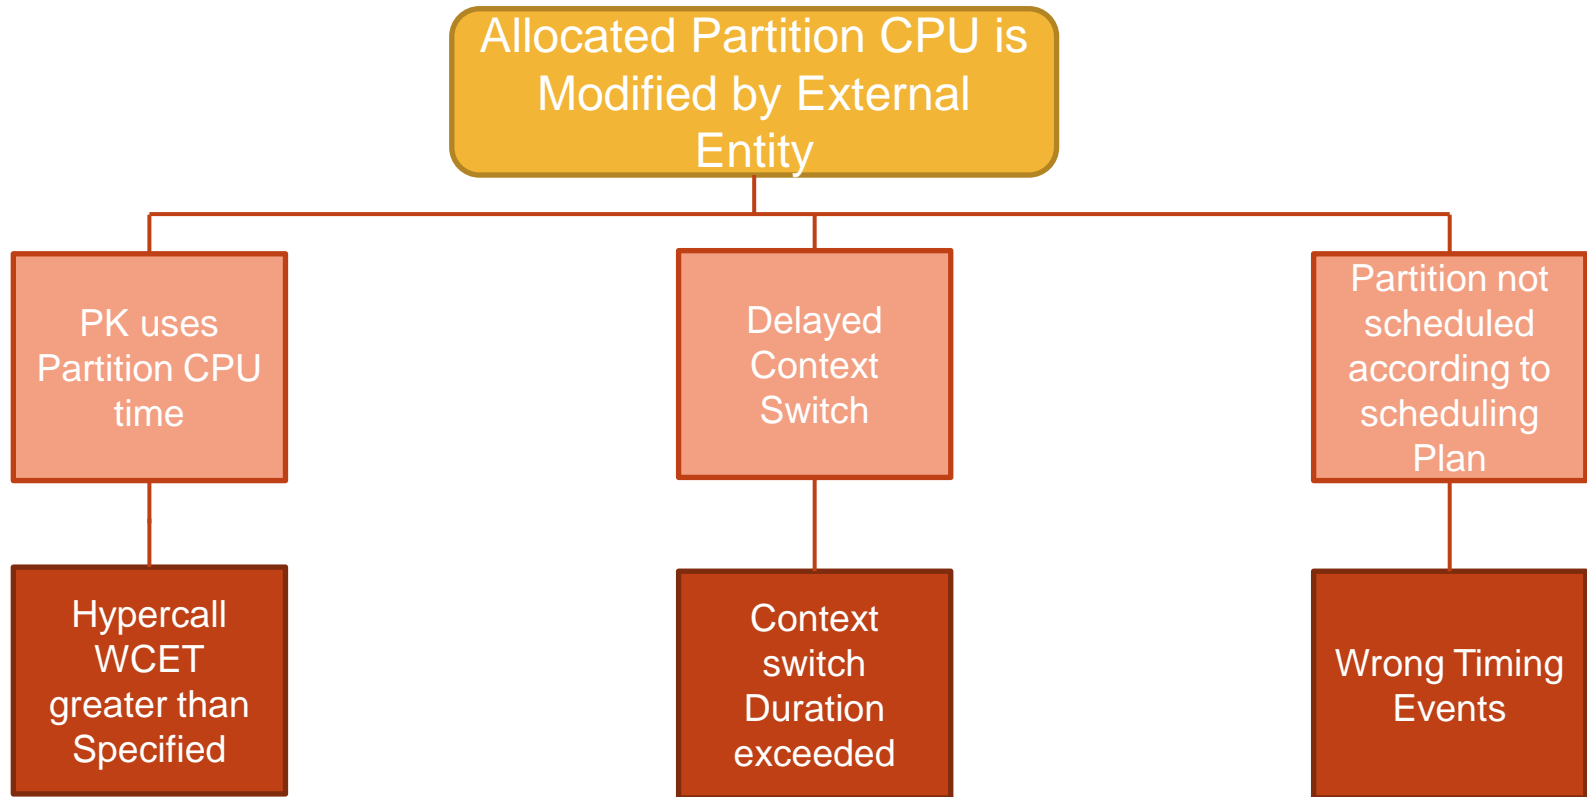 Allocated Partition CPU is
Modified by External
Entity
PK uses
Partition CPU
time
Delayed
Context
Switch
Partition not
scheduled
according to
scheduling
Plan
Hypercall
WCET
greater than
Specified
Context
switch
Duration
exceeded
Wrong Timing
Events